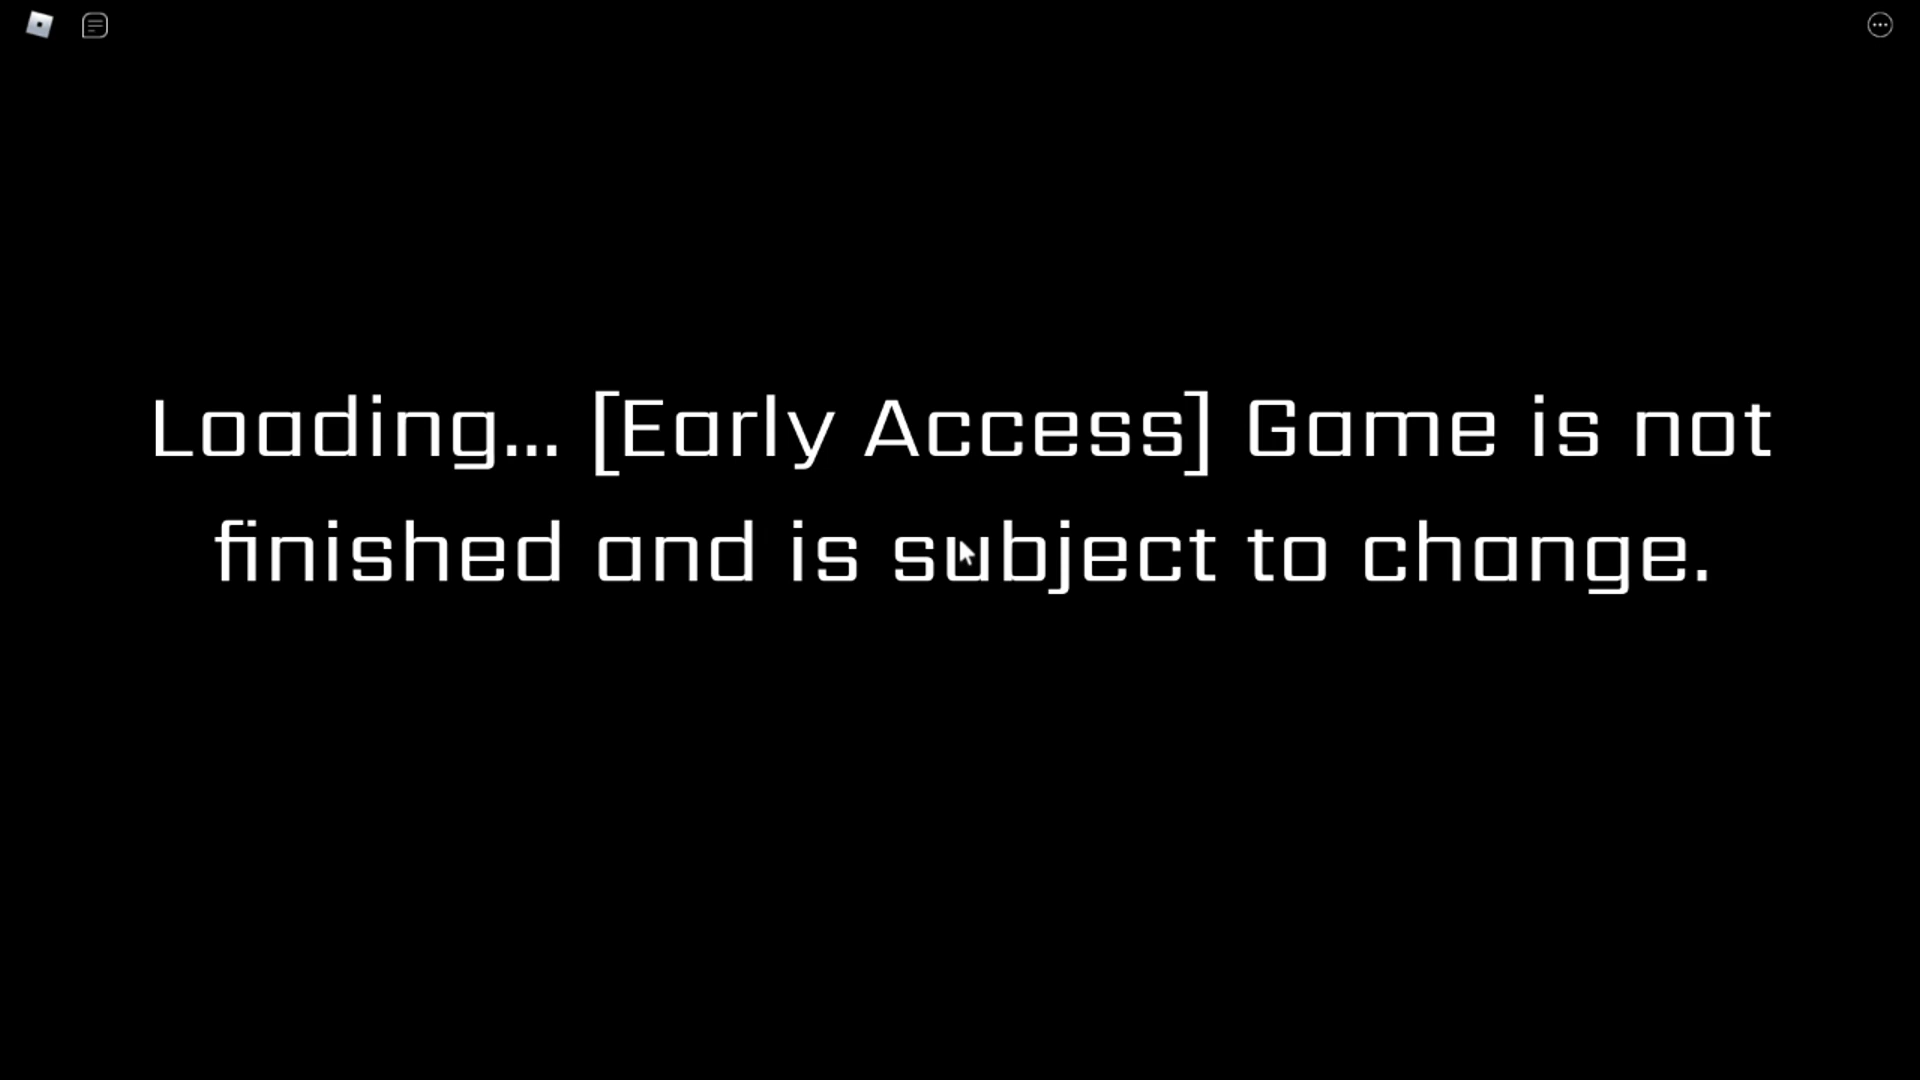 Loading... [Early Access] Game is not
finished and is subject to change.